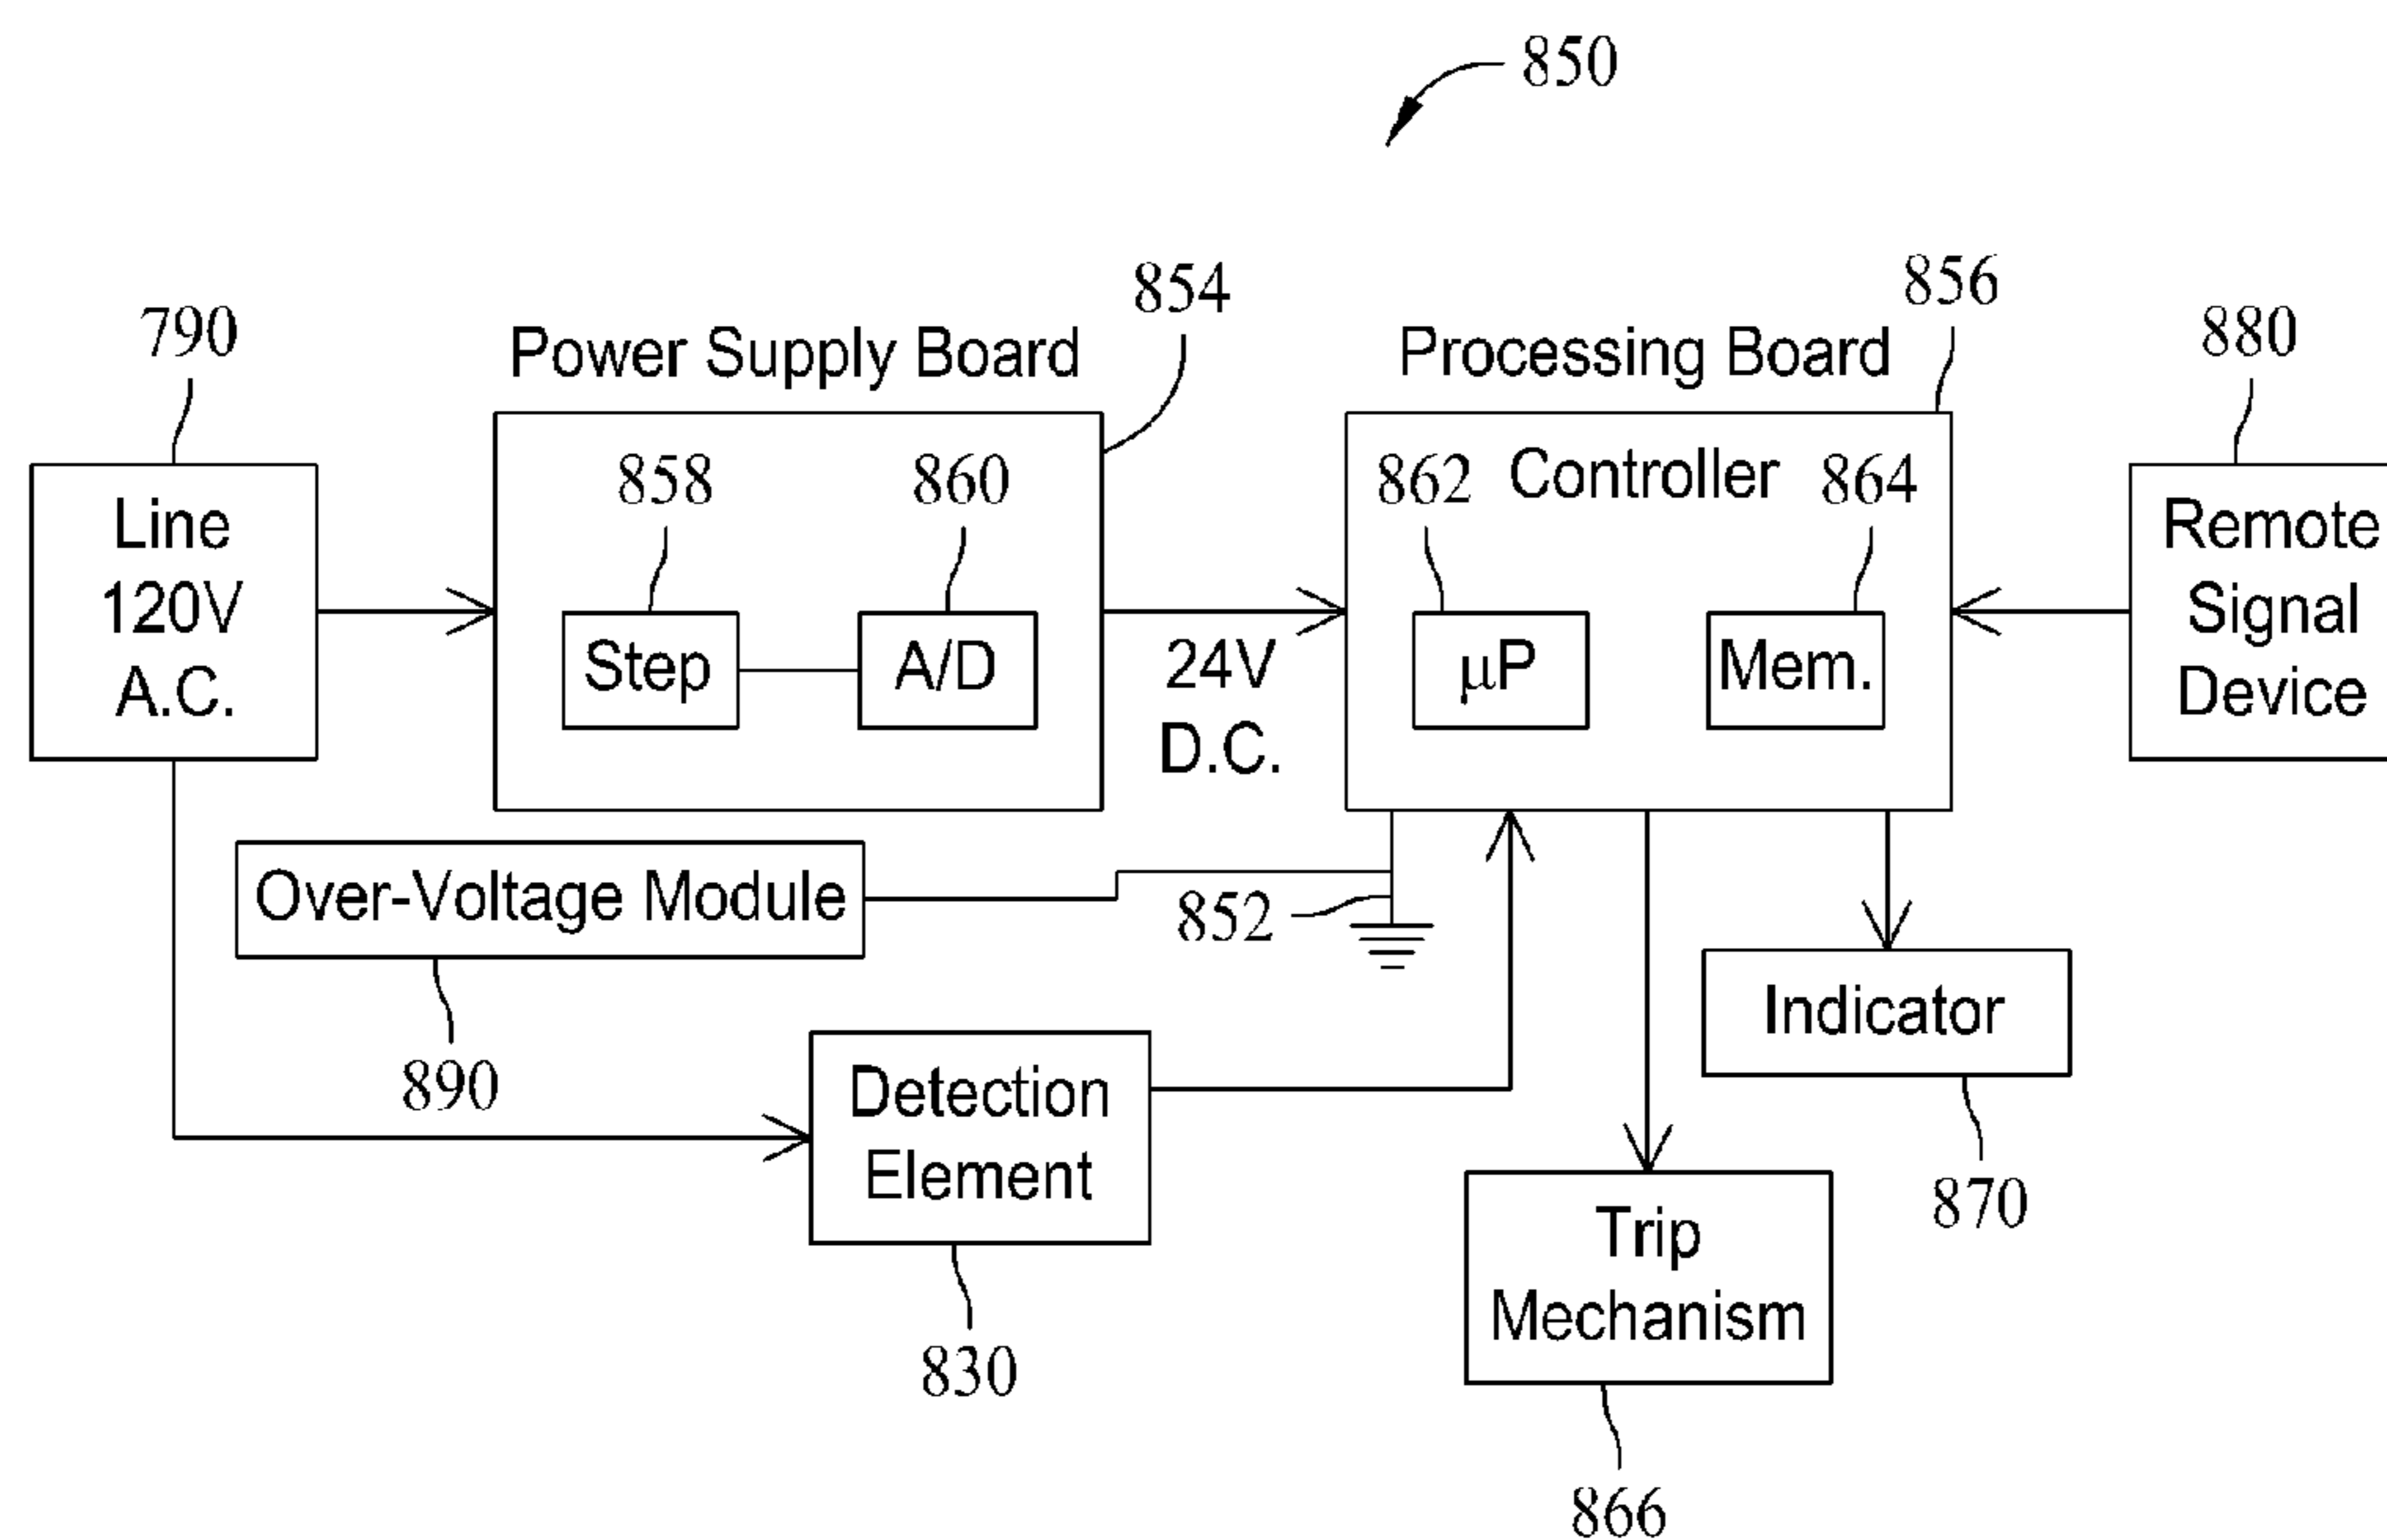 850
790
854
856
880
Power Supply Board
Processing Board
Line
120V
A.C.
858
860
Step
A/D
24V
D.C.
862
Controller
864
µP
Mem.
Remote
Signal
Device
Over-Voltage Module
852
890
Indicator
870
Detection
Element
830
Trip
Mechanism
866